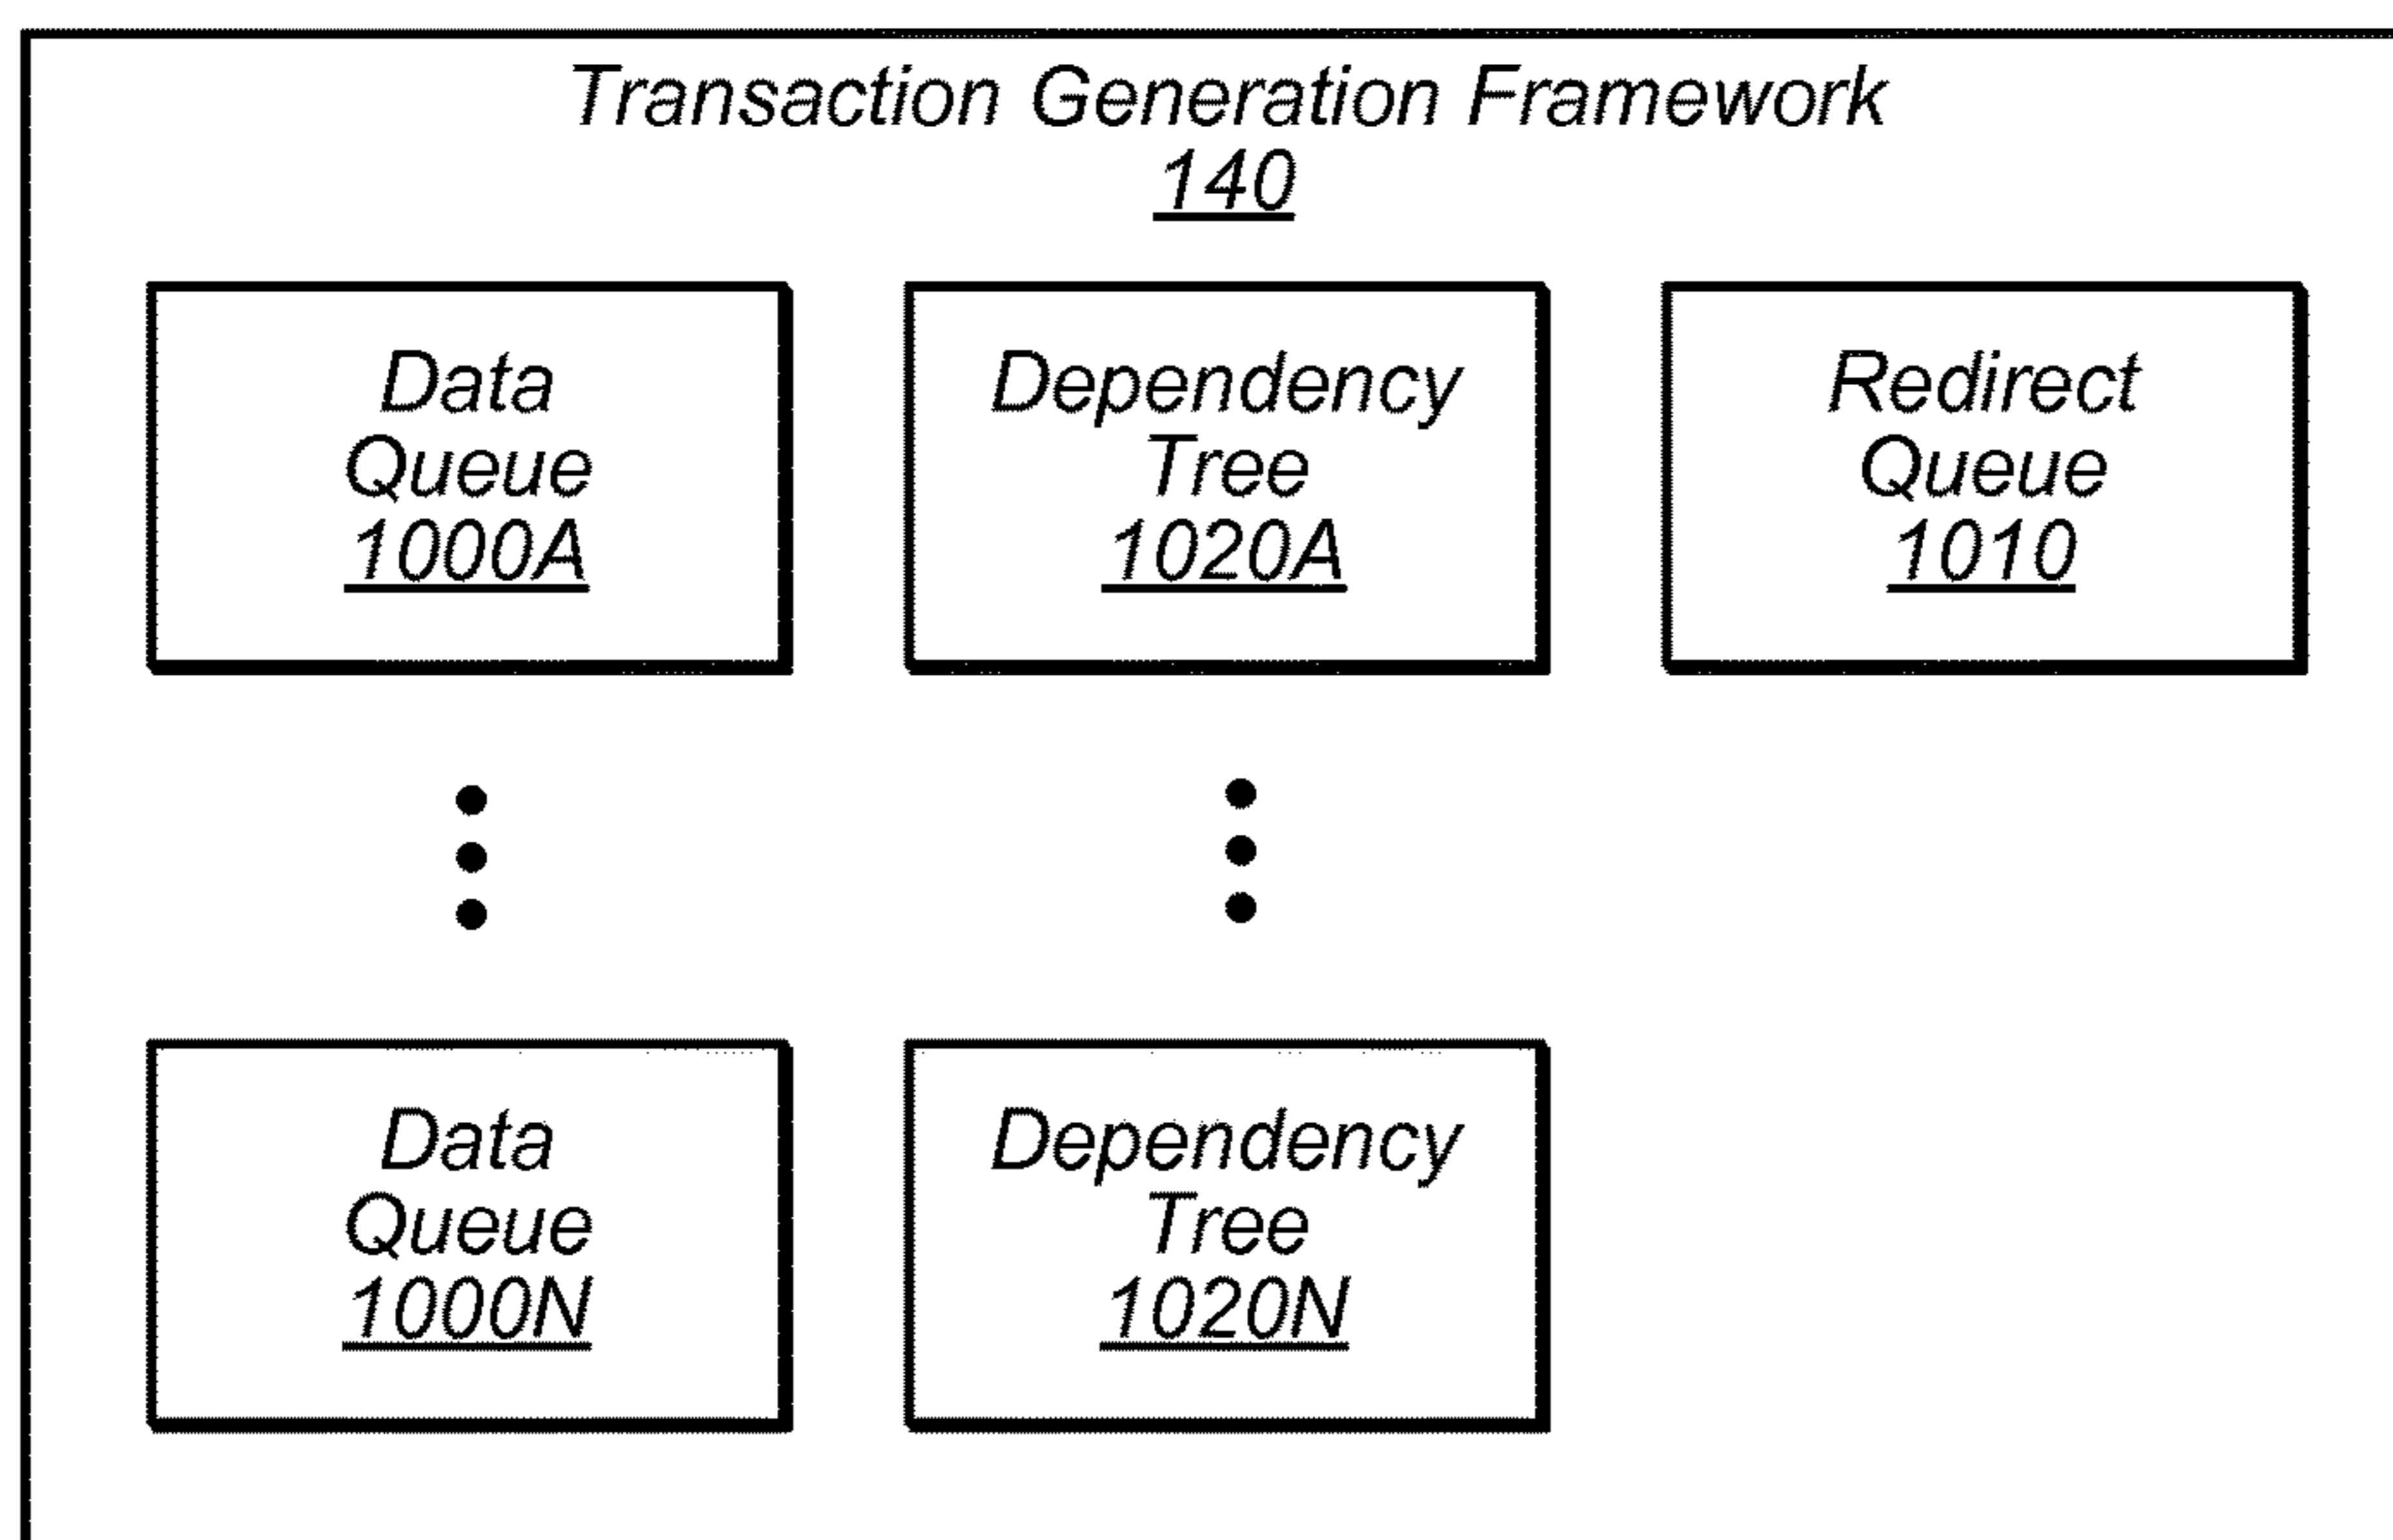 Transaction Generation Framework
140
Data
Queue
1000A
Dependency
Tree
1020A
Redirect
Queue
1010
Data
Queue
1000N
Dependency
Tree
1020N